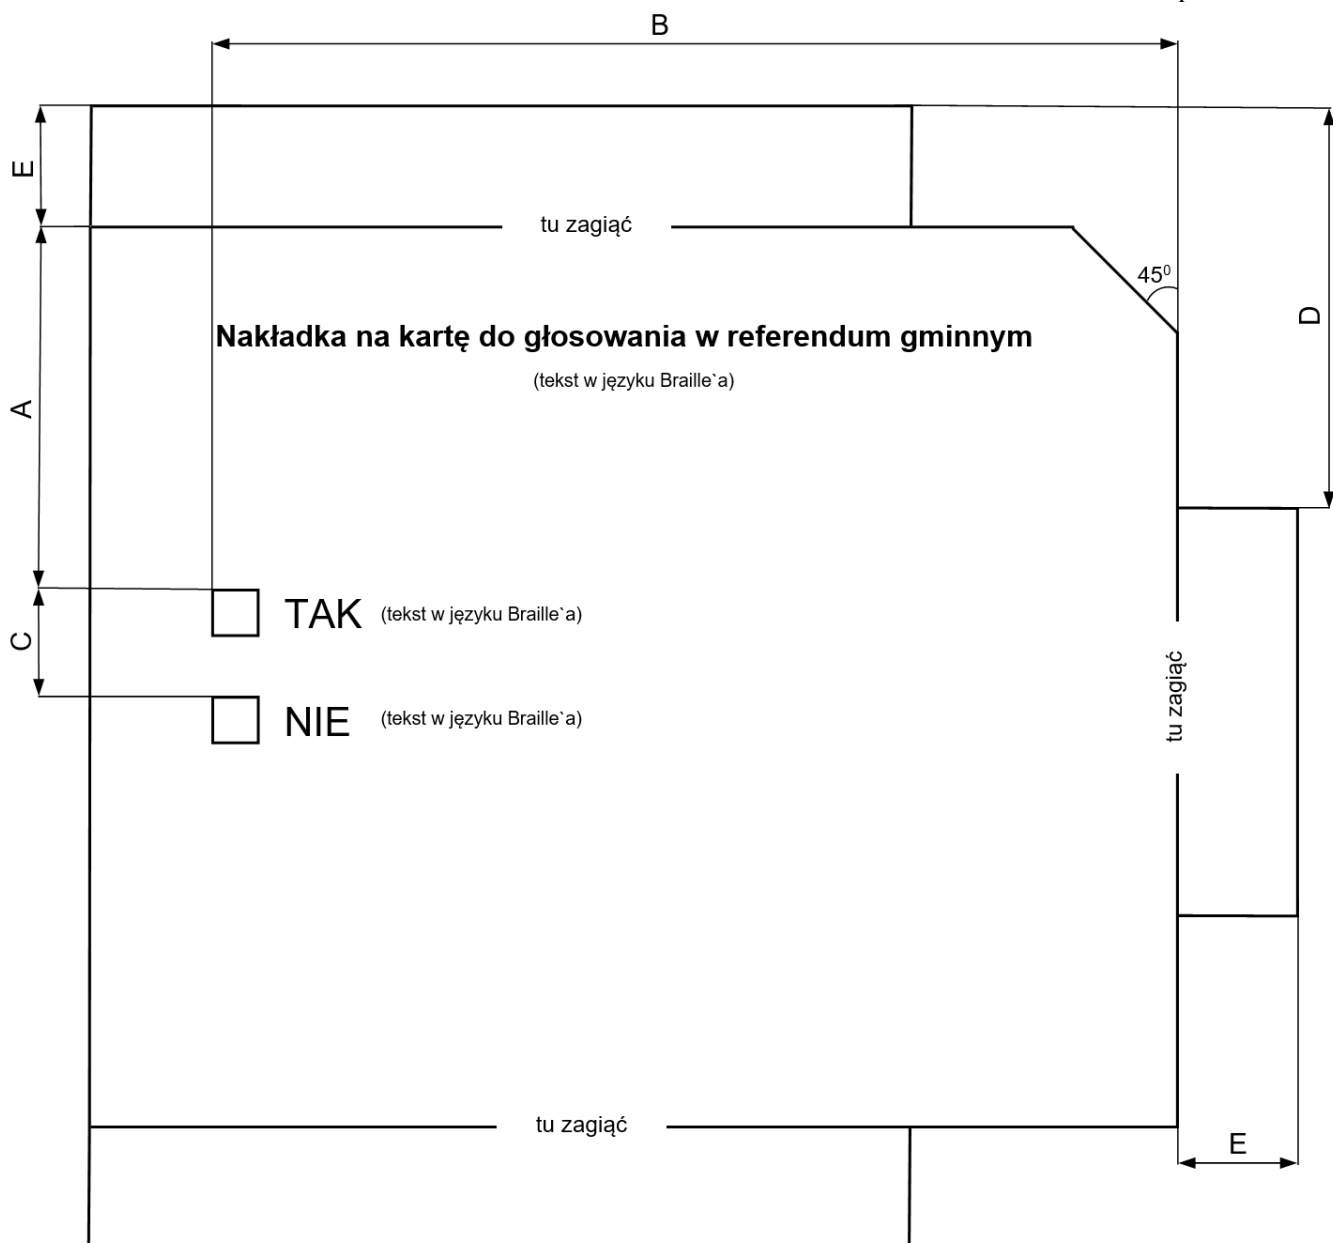 B
E
tu zagiąć
45⁰
D
Nakładka na kartę do głosowania w referendum gminnym
(tekst w języku Braille`a)
A
TAK (tekst w języku Braille`a)
C
NIE (tekst w języku Braille`a)
tu zagiąć
tu zagiąć
E